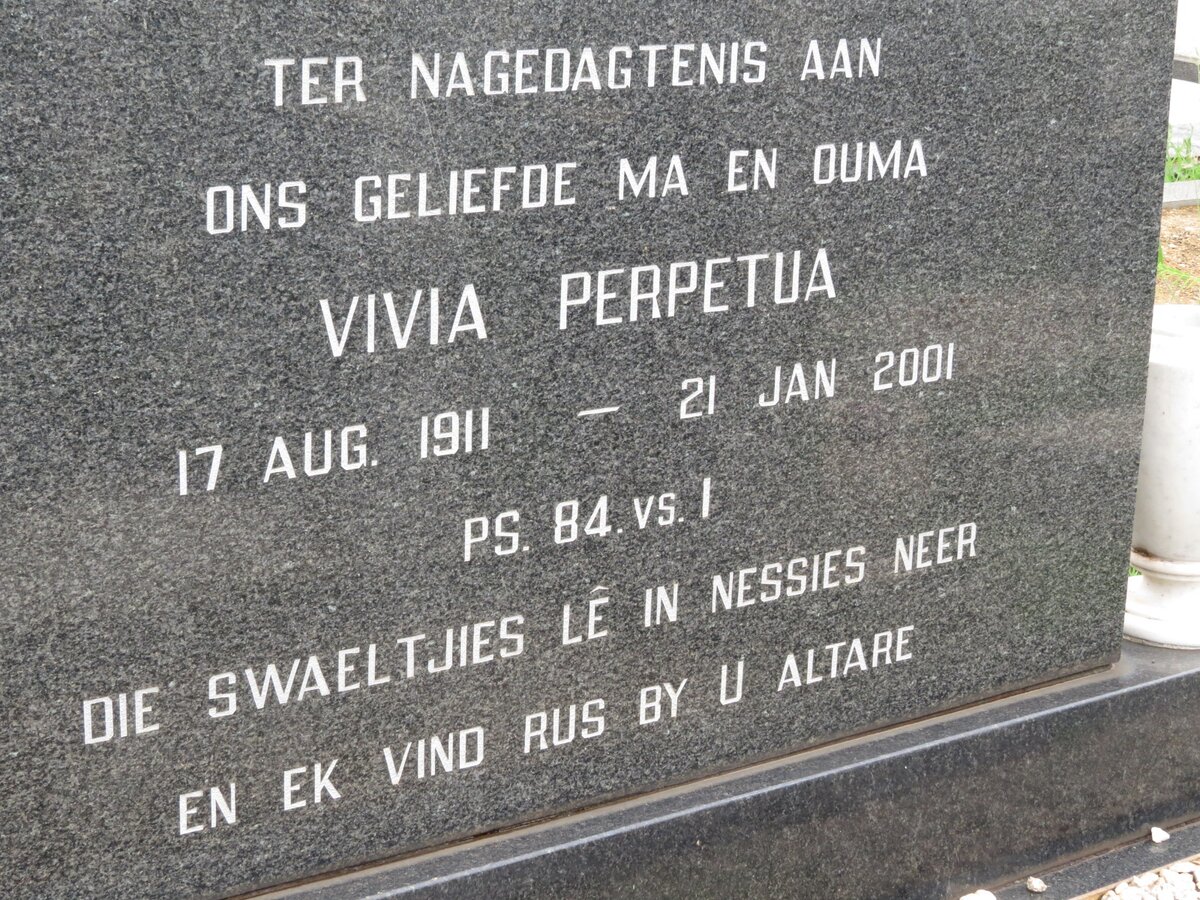 TER NAGEDAGTENIS AAN
ONS GELIEFDE MA EN OUMA
VIVIA PERPETUA
17 AUG. 1911 — 21 JAN 2001
PS. 84. vs. 1
DIE SWAELTJIES LÊ IN NESSIES NEER
EN EK VIND RUS BY U ALTARE